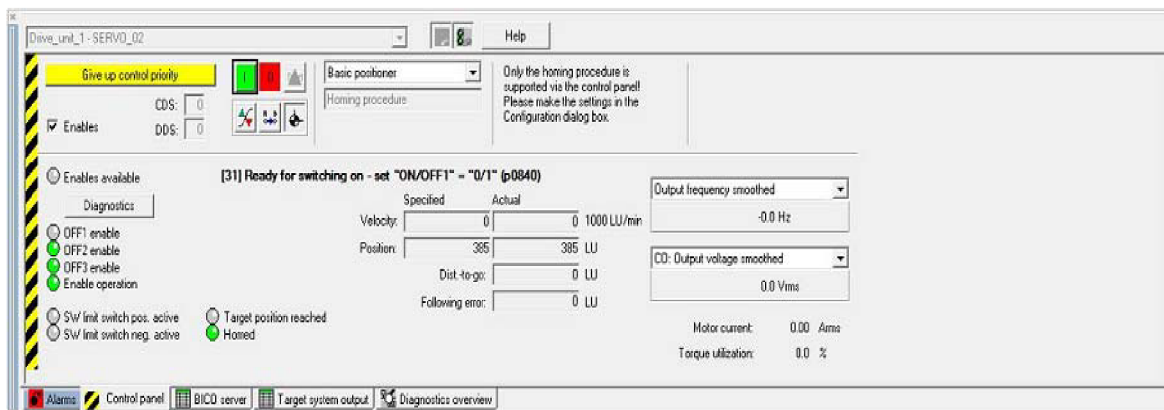 Drive_unit_1 - SERVO_02
Help
Give up control priority
Basic positioner
Homing procedure
Only the homing procedure is
supported via the control panel!
Please make the settings in the
Configuration dialog box.
CDS: 0
Enables
DDS: 0
Enables available
[31] Ready for switching on - set "ON/OFF1" = "0/1" (p0840)
Diagnostics
Specified Actual
Velocity: 0 0 1000 LU/min
Position: 385 385 LU
Dist.-to-go: 0 LU
Following error: 0 LU
OFF1 enable
OFF2 enable
OFF3 enable
Enable operation
SW limit switch pos. active
SW limit switch neg. active
Target position reached
Homed
Output frequency smoothed
-0.0 Hz
CO: Output voltage smoothed
0.0 Vrms
Motor current: 0.00 Arms
Torque utilization: 0.0 %
Alarms Control panel BICO server Target system output Diagnostics overview